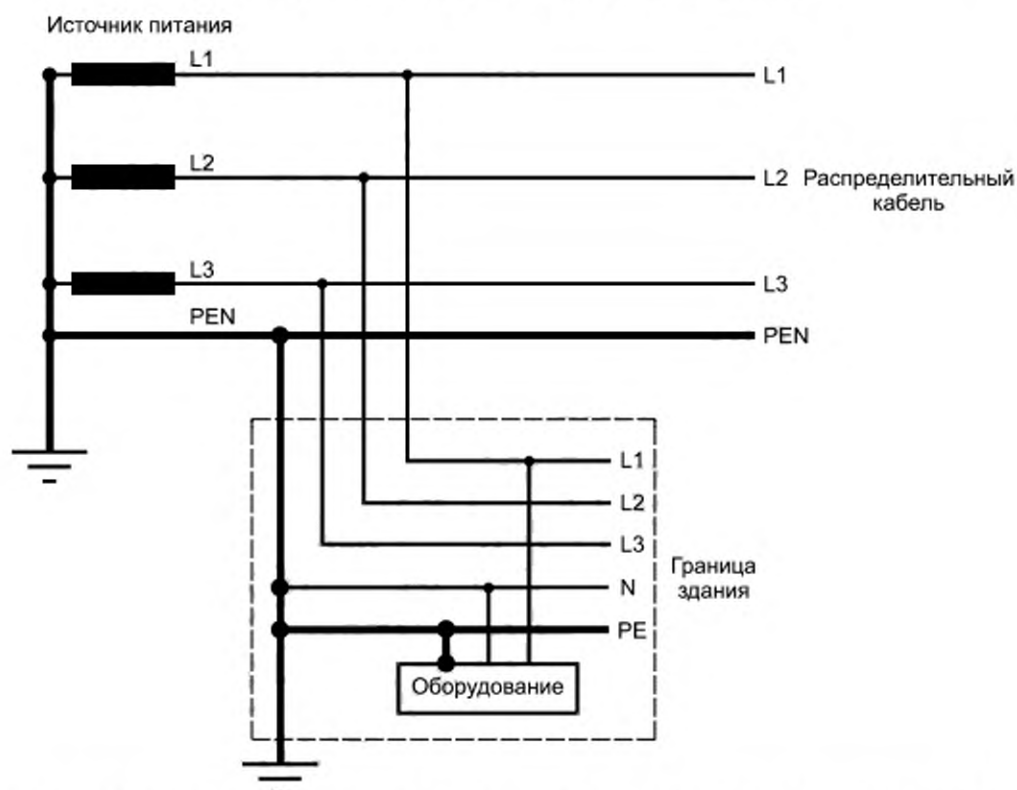 Источник питания
L1
L1
L2
L2
Распределительный
кабель
L3
L3
PEN
PEN
L1
L2
L3
Граница
здания
N
PE
Оборудование